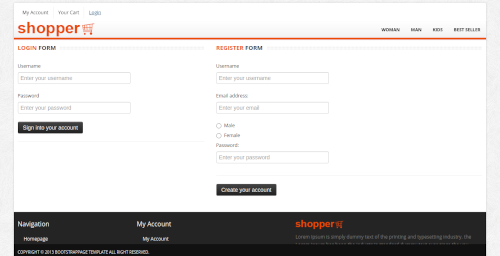 My Account
Your Cart
Login
shopper
WOMAN
MAN
KIDS
BEST SELLER
LOGIN FORM
Username
Enter your username
Password
Enter your password
Sign into your account
REGISTER FORM
Username
Enter your username
Email address:
Enter your email
Male
Female
Password:
Enter your password
Create your account
Navigation
Homepage
My Account
My Account
shopper
Lorem Ipsum is simply dummy text of the printing and typesetting industry. the
COPYRIGHT © 2013 BOOTSTRAPPAGE TEMPLATE ALL RIGHT RESERVED.